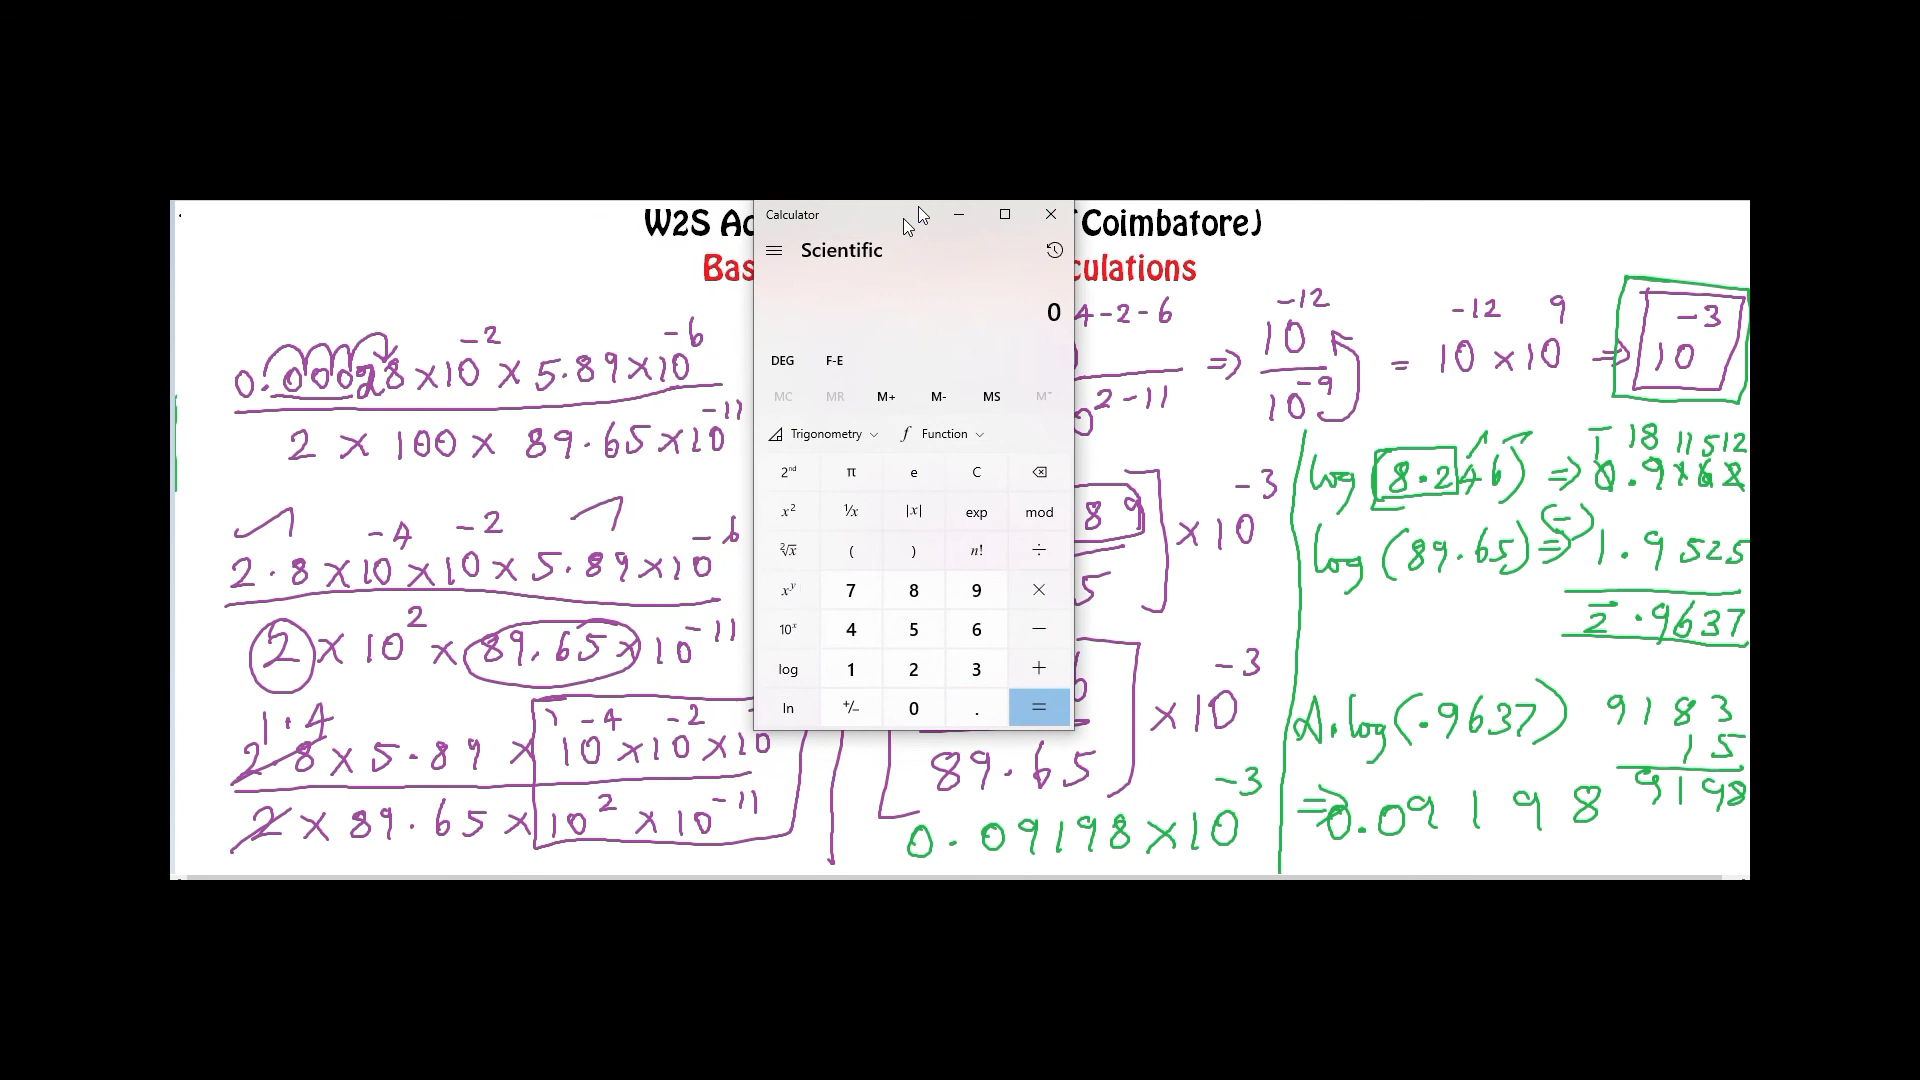 W2S Ac Coimbatore)
Bas culations
Calculator
Scientific
0
DEG F-E
MC MR M+ M- MS M˅
Trigonometry f Function
2ⁿᵈ π e C
x² ¹/x |x| exp mod
²√x ( ) n! ÷
xʸ 7 8 9 ×
10ˣ 4 5 6 −
log 1 2 3 +
ln +/− 0 . =
0.00028 × 10⁻² × 5.89 × 10⁻⁶
2 × 100 × 89.65 × 10⁻¹¹
2.8 × 10⁻⁴ × 10⁻² × 5.89 × 10⁻⁶
2 × 10² × 89.65 × 10⁻¹¹
1.4
2.8 × 5.89 × 10⁻⁴ × 10⁻² × 10
2 × 89.65 × 10² × 10⁻¹¹
4-2-6
2-11
⇒ 10⁻¹² / 10⁻⁹ = 10⁻¹² × 10⁹ ⇒ 10⁻³
89 ] × 10⁻³
5
6 ] × 10⁻³
89.65
0.09198 × 10⁻³
log (8.246) ⇒ 0.9162
log (89.65) ⇒ (-) 1.9525
2̄.9637
A.log(.9637) 9183
15
9198
⇒ 0.09198